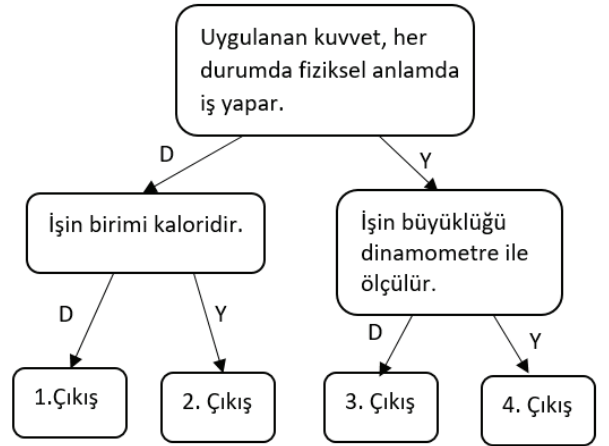 Uygulanan kuvvet, her
durumda fiziksel anlamda
iş yapar.
D
Y
İşin birimi kaloridir.
İşin büyüklüğü
dinamometre ile
ölçülür.
D
Y
D
Y
1.Çıkış
2. Çıkış
3. Çıkış
4. Çıkış